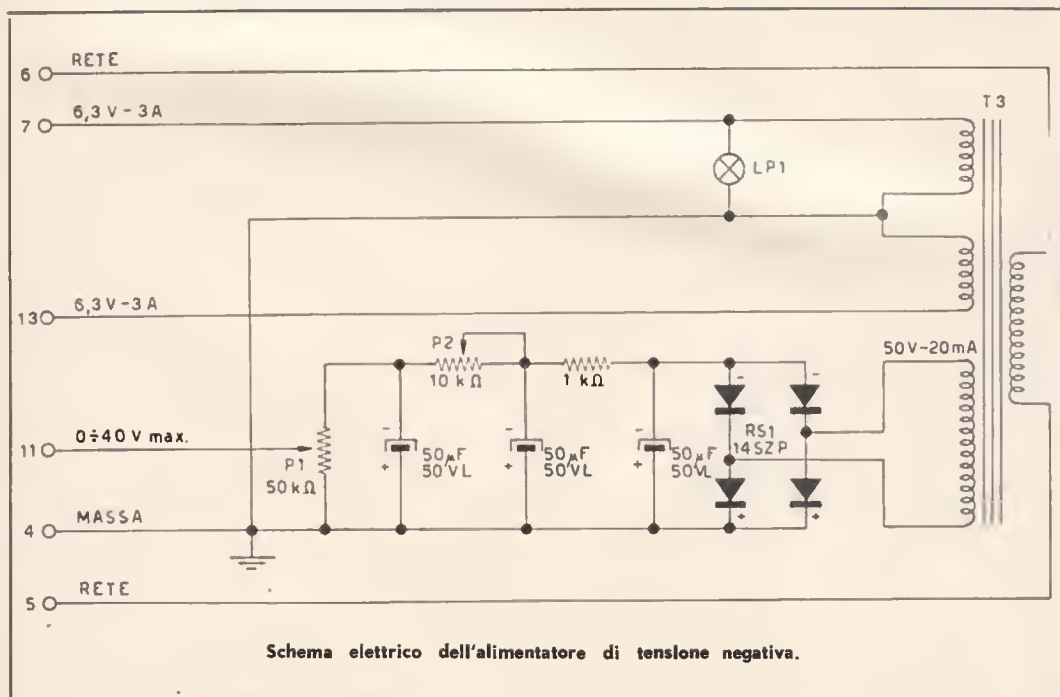 RETE
6
6,3 V - 3 A
7
T3
LP1
6,3 V - 3 A
13
P2
10 kΩ
1 kΩ
50V-20mA
-
-
-
-
-
0÷40 V max.
11
P1
50 kΩ
50µF
50VL
+
50µF
50VL
+
50µF
50VL
+
RS1
14SZP
+
+
MASSA
4
RETE
5
Schema elettrico dell'alimentatore di tensione negativa.